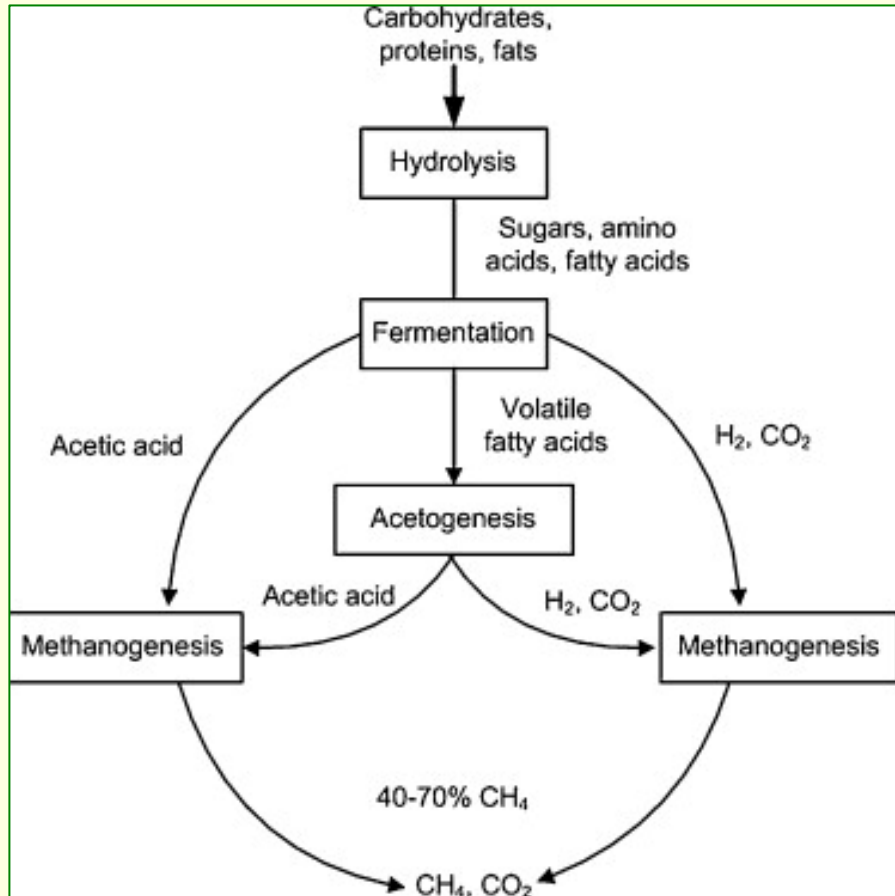 Carbohydrates,
proteins, fats
Hydrolysis
Sugars, amino
acids, fatty acids
Fermentation
Volatile
fatty acids
Acetic acid
H₂, CO₂
Acetogenesis
Acetic acid
H₂, CO₂
Methanogenesis
Methanogenesis
40-70% CH₄
CH₄, CO₂